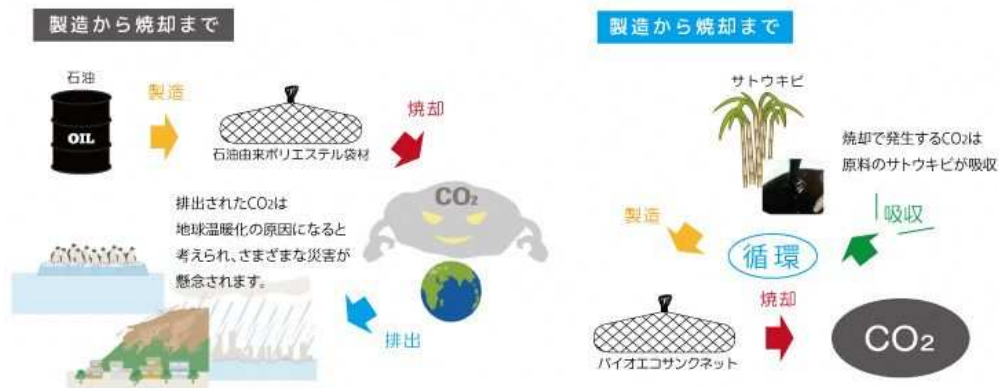 製造から焼却まで
石油
製造
OIL
焼却
石油由来ポリエステル袋材
CO₂
排出されたCO₂は
地球温暖化の原因になると
考えられ、さまざまな災害が
懸念されます。
排出
製造から焼却まで
サトウキビ
焼却で発生するCO₂は
原料のサトウキビが吸収
吸収
製造
循環
焼却
バイオエコサンクネット
CO₂